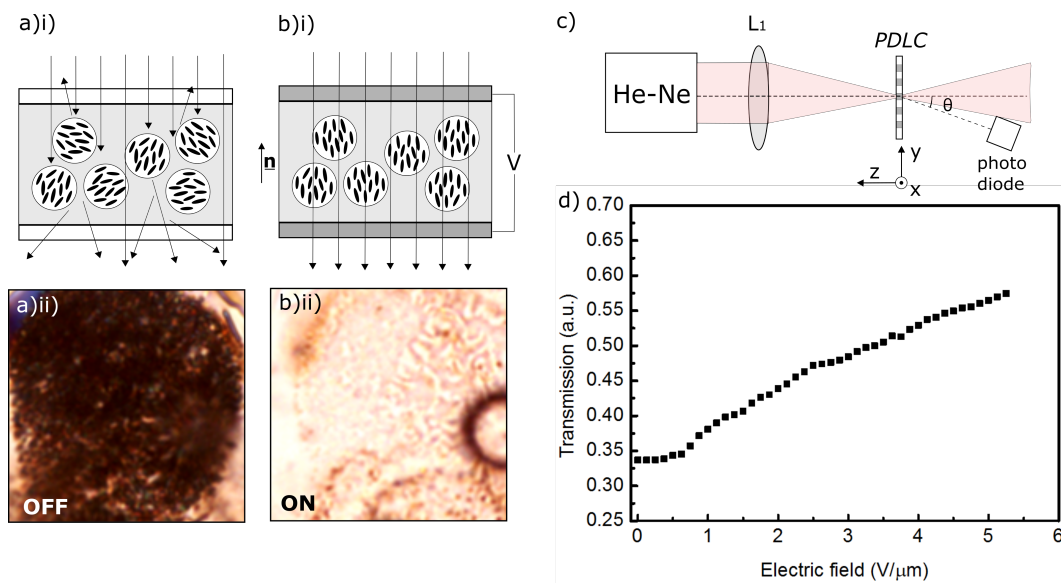 a)i)
b)i)
n
V
a)ii)
OFF
b)ii)
ON
c)
L1
PDLC
He-Ne
θ
photo
diode
y
z
x
d)
0.70
0.65
0.60
0.55
0.50
0.45
0.40
0.35
0.30
0.25
Transmission (a.u.)
0
1
2
3
4
5
6
Electric field (V/μm)